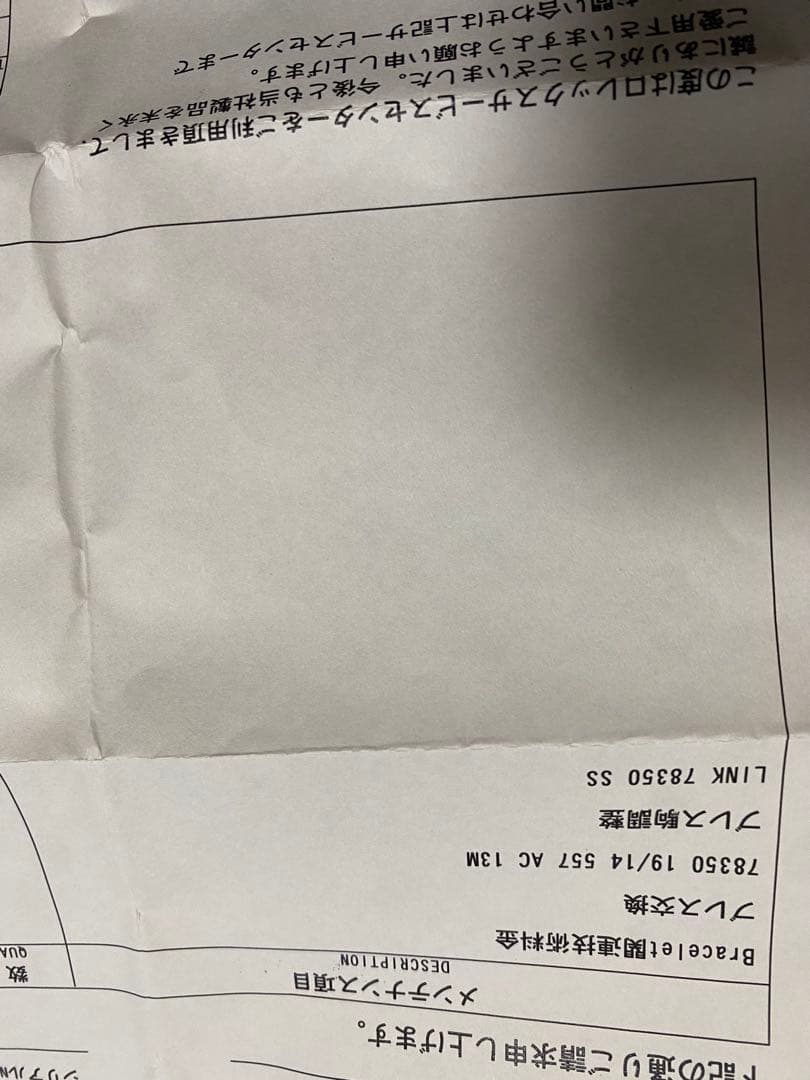 シリアルN
下記の通りご請求申し上げます。
メンテナンス項目
DESCRIPTION
数
QUA
Bracelet関連技術料金
ブレス交換
78350 19/14 557 AC 13M
ブレス駒調整
LINK 78350 SS
この度はロレックスサービスセンターをご利用頂きまして、
誠にありがとうございました。今後とも当社製品を末永く
ご愛用下さいますようお願い申し上げます。
問い合わせは上記サービスセンターまで